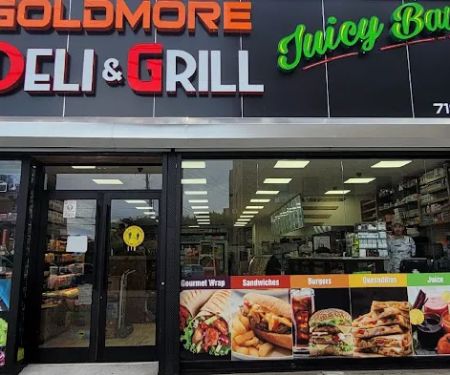 GOLDMORE
DELI & GRILL
Juicy Ba
71
Gourmet Wrap
Sandwiches
Burgers
Quesadillas
Juice